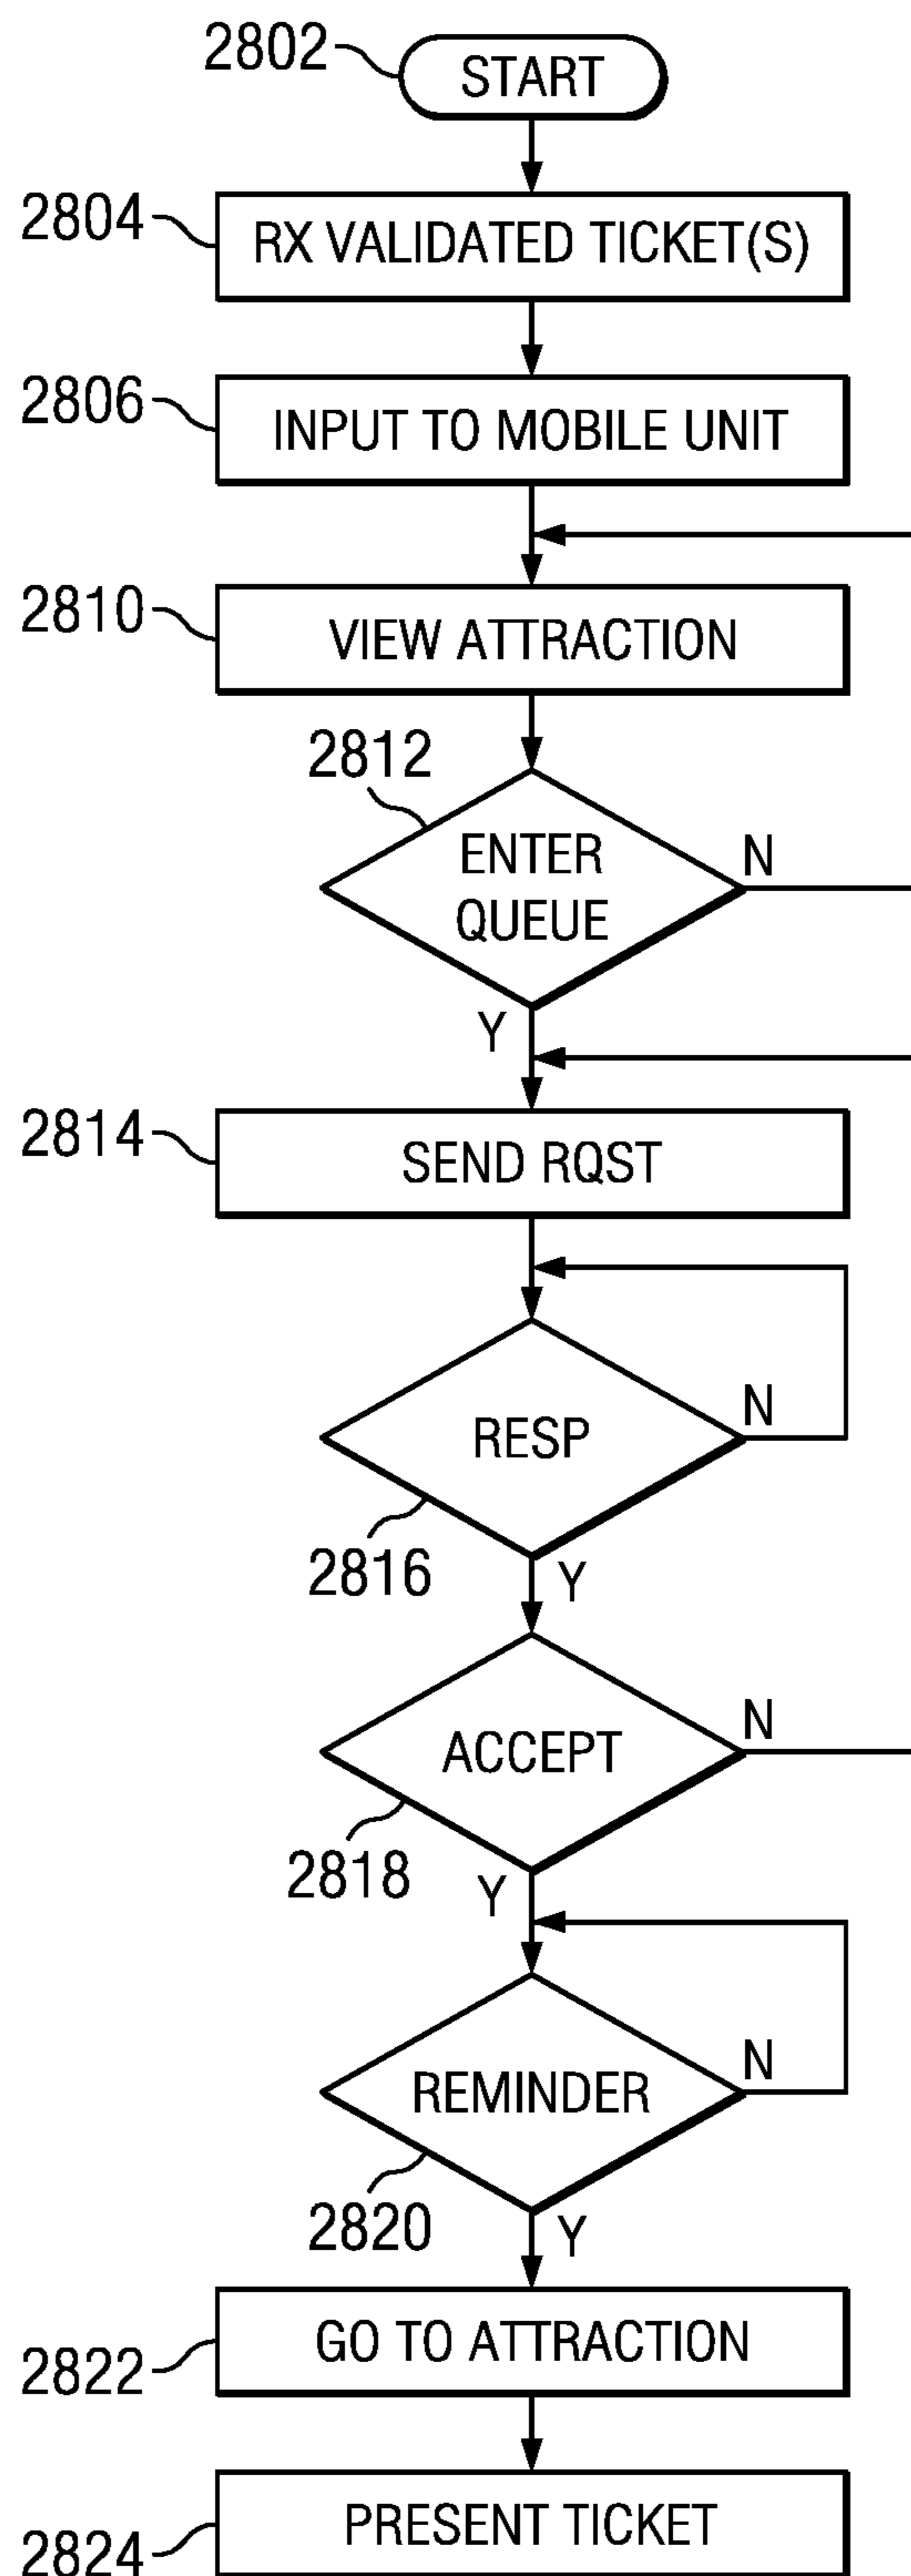 2802
START
2804
RX VALIDATED TICKET(S)
2806
INPUT TO MOBILE UNIT
2810
VIEW ATTRACTION
2812
ENTER
QUEUE
N
Y
2814
SEND RQST
RESP
N
2816
Y
ACCEPT
N
2818
Y
REMINDER
N
2820
Y
GO TO ATTRACTION
2822
PRESENT TICKET
2824